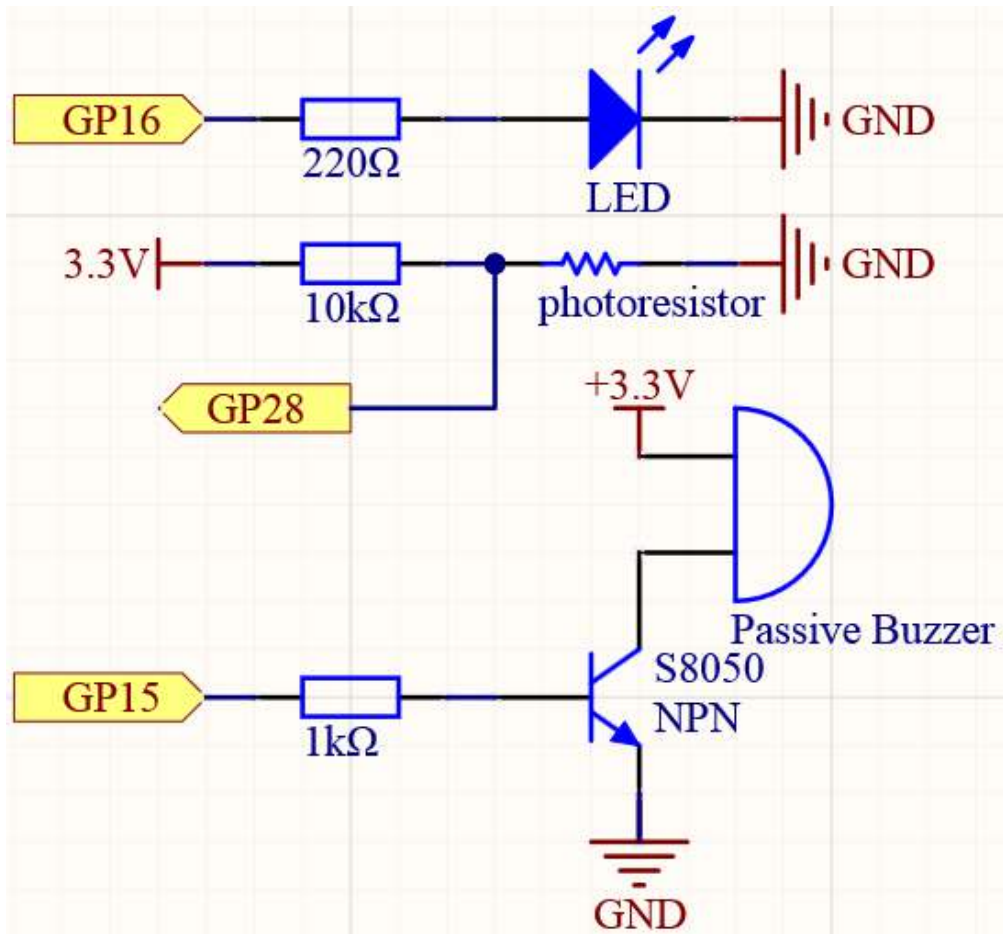 GP16
220Ω
LED
GND
3.3V
10kΩ
photoresistor
GND
GP28
+3.3V
Passive Buzzer
GP15
1kΩ
S8050
NPN
GND